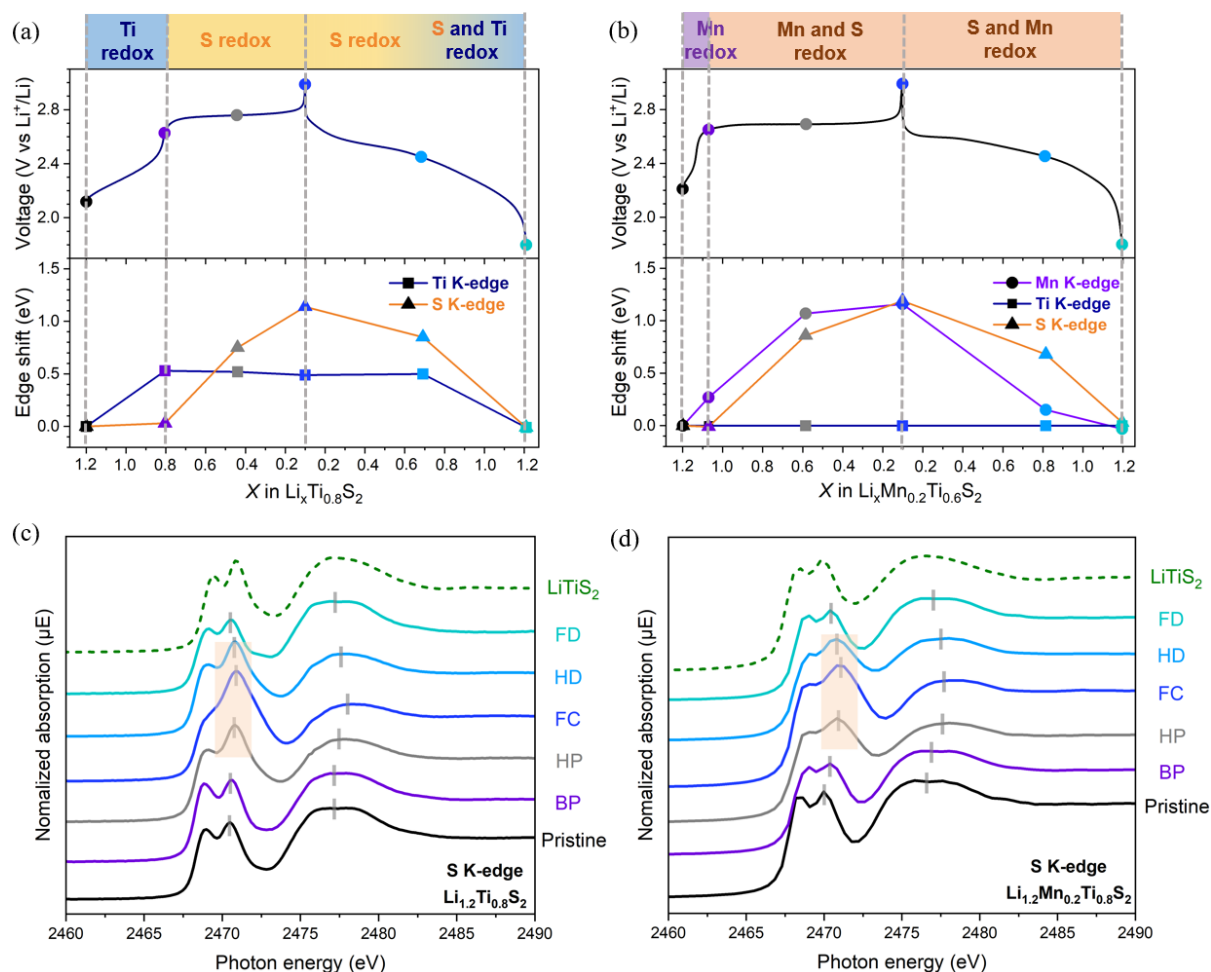 (a)
Ti
redox
S redox
S redox
S and Ti
redox
Voltage (V vs Li⁺/Li)
2.8
2.4
2.0
Edge shift (eV)
1.5
1.0
0.5
0.0
Ti K-edge
S K-edge
1.2 1.0 0.8 0.6 0.4 0.2 0.2 0.4 0.6 0.8 1.0 1.2
X in LiₓTi₀.₈S₂
(b)
Mn
redox
Mn and S
redox
S and Mn
redox
Voltage (V vs Li⁺/Li)
2.8
2.4
2.0
Edge shift (eV)
1.5
1.0
0.5
0.0
Mn K-edge
Ti K-edge
S K-edge
1.2 1.0 0.8 0.6 0.4 0.2 0.2 0.4 0.6 0.8 1.0 1.2
X in LiₓMn₀.₂Ti₀.₆S₂
(c)
Normalized absorption (μE)
LiTiS₂
FD
HD
FC
HP
BP
Pristine
S K-edge
Li₁.₂Ti₀.₈S₂
2460 2465 2470 2475 2480 2485 2490
Photon energy (eV)
(d)
Normalized absorption (μE)
LiTiS₂
FD
HD
FC
HP
BP
Pristine
S K-edge
Li₁.₂Mn₀.₂Ti₀.₈S₂
2460 2465 2470 2475 2480 2485 2490
Photon energy (eV)